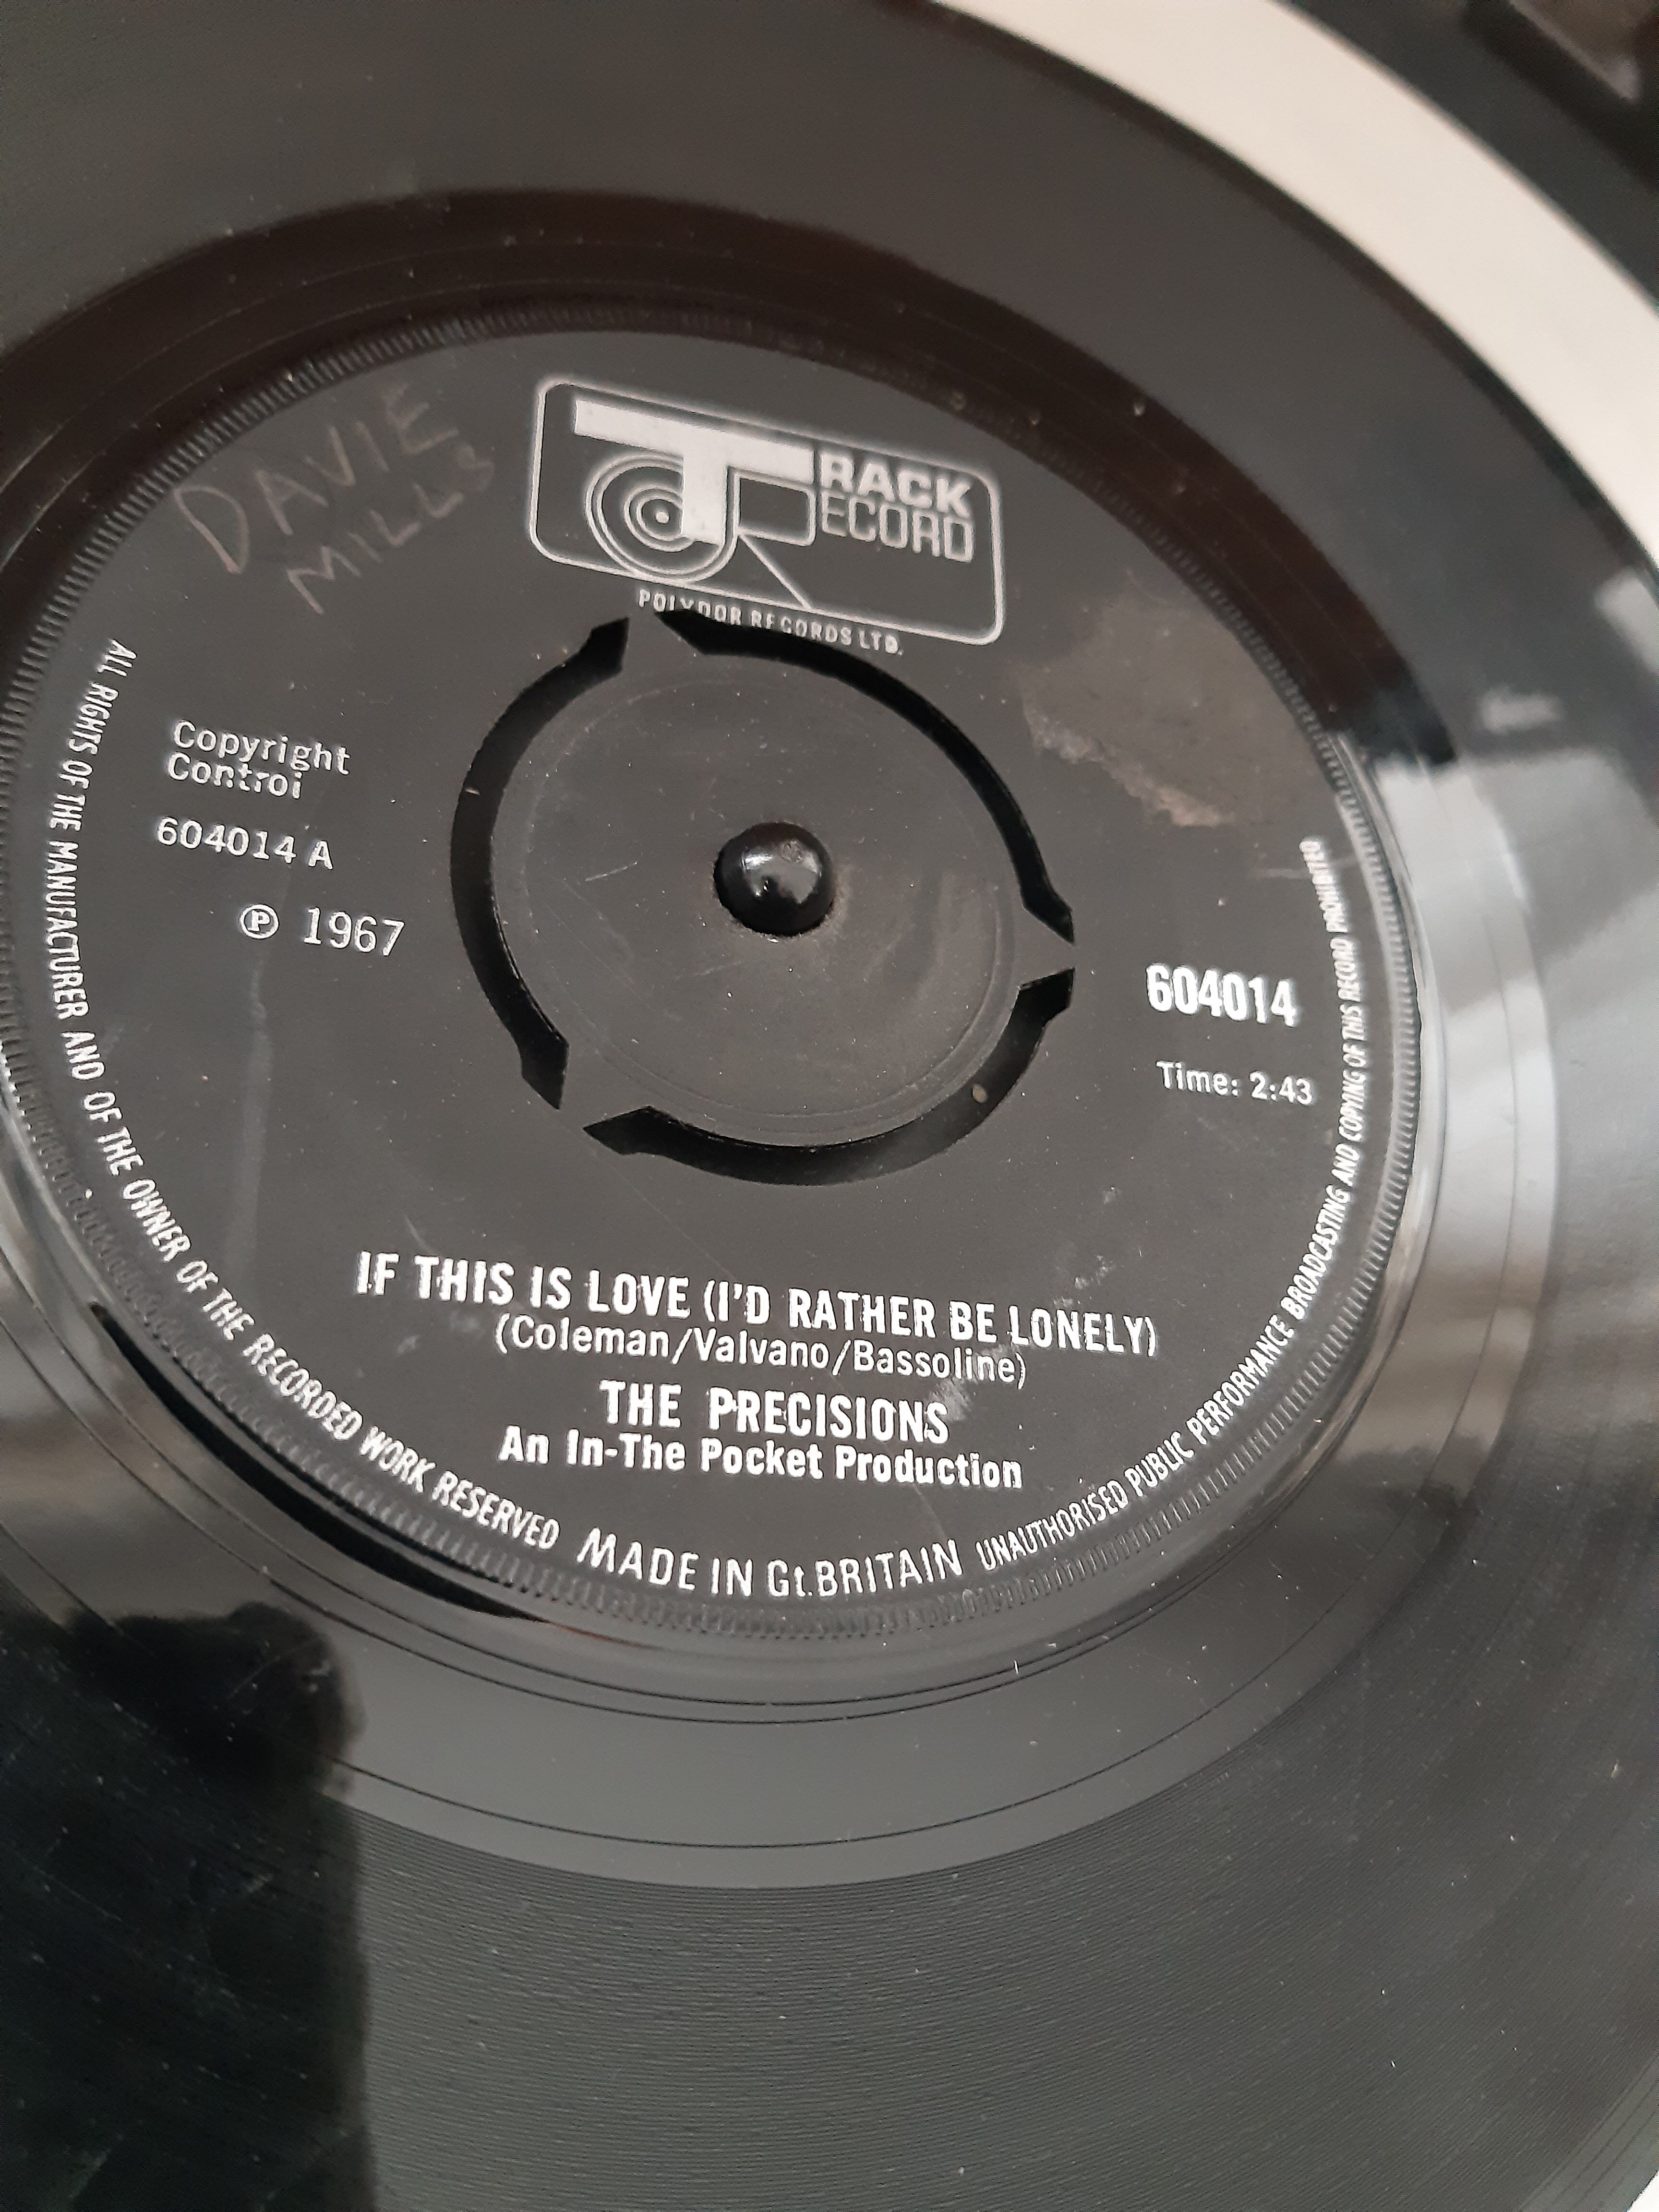 DAVIE
MILLS
TRACK
RECORD
POLYDOR RECORDS LTD.
Copyright
Control
604014 A
℗ 1967
604014
Time: 2:43
IF THIS IS LOVE (I'D RATHER BE LONELY)
(Coleman/Valvano/Bassoline)
THE PRECISIONS
An In-The Pocket Production
ALL RIGHTS OF THE MANUFACTURER AND OF THE OWNER OF THE RECORDED WORK RESERVED MADE IN Gt.BRITAIN UNAUTHORISED PUBLIC PERFORMANCE BROADCASTING AND COPYING OF THIS RECORD PROHIBITED